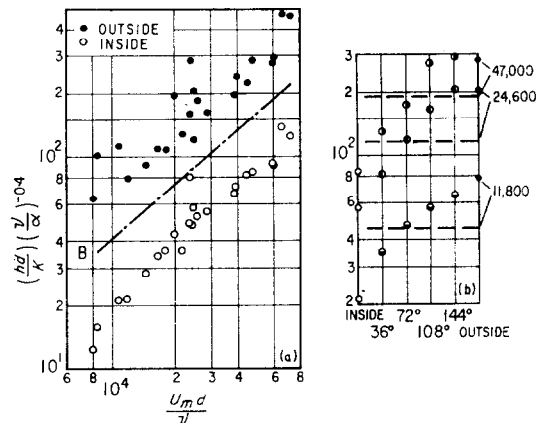 OUTSIDE
INSIDE
5
4
3
2
10²
8
6
5
4
3
2
10¹
(hd/K) (ν/α)^-0.4
6 8 10⁴ 2 4 6 8
U_m d/ν
(a)
3
2
10²
8
6
4
3
2
47,000
24,600
11,800
(b)
INSIDE 72° 144°
36° 108° OUTSIDE